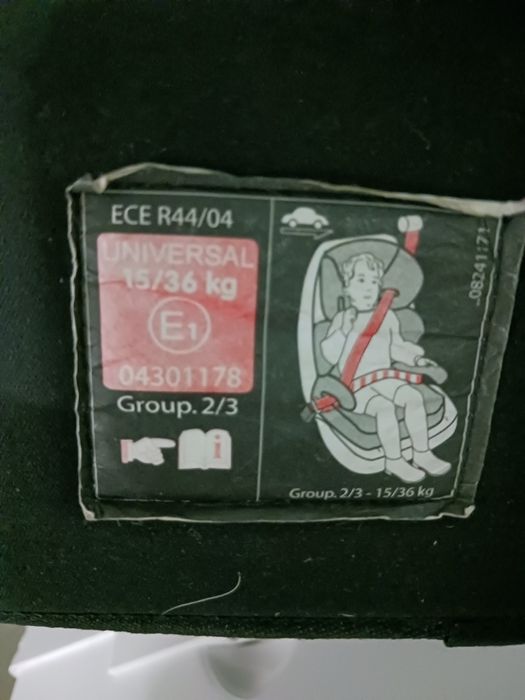 ECE R44/04
UNIVERSAL
15/36 kg
E1
04301178
Group. 2/3
i
Group. 2/3 - 15/36 kg